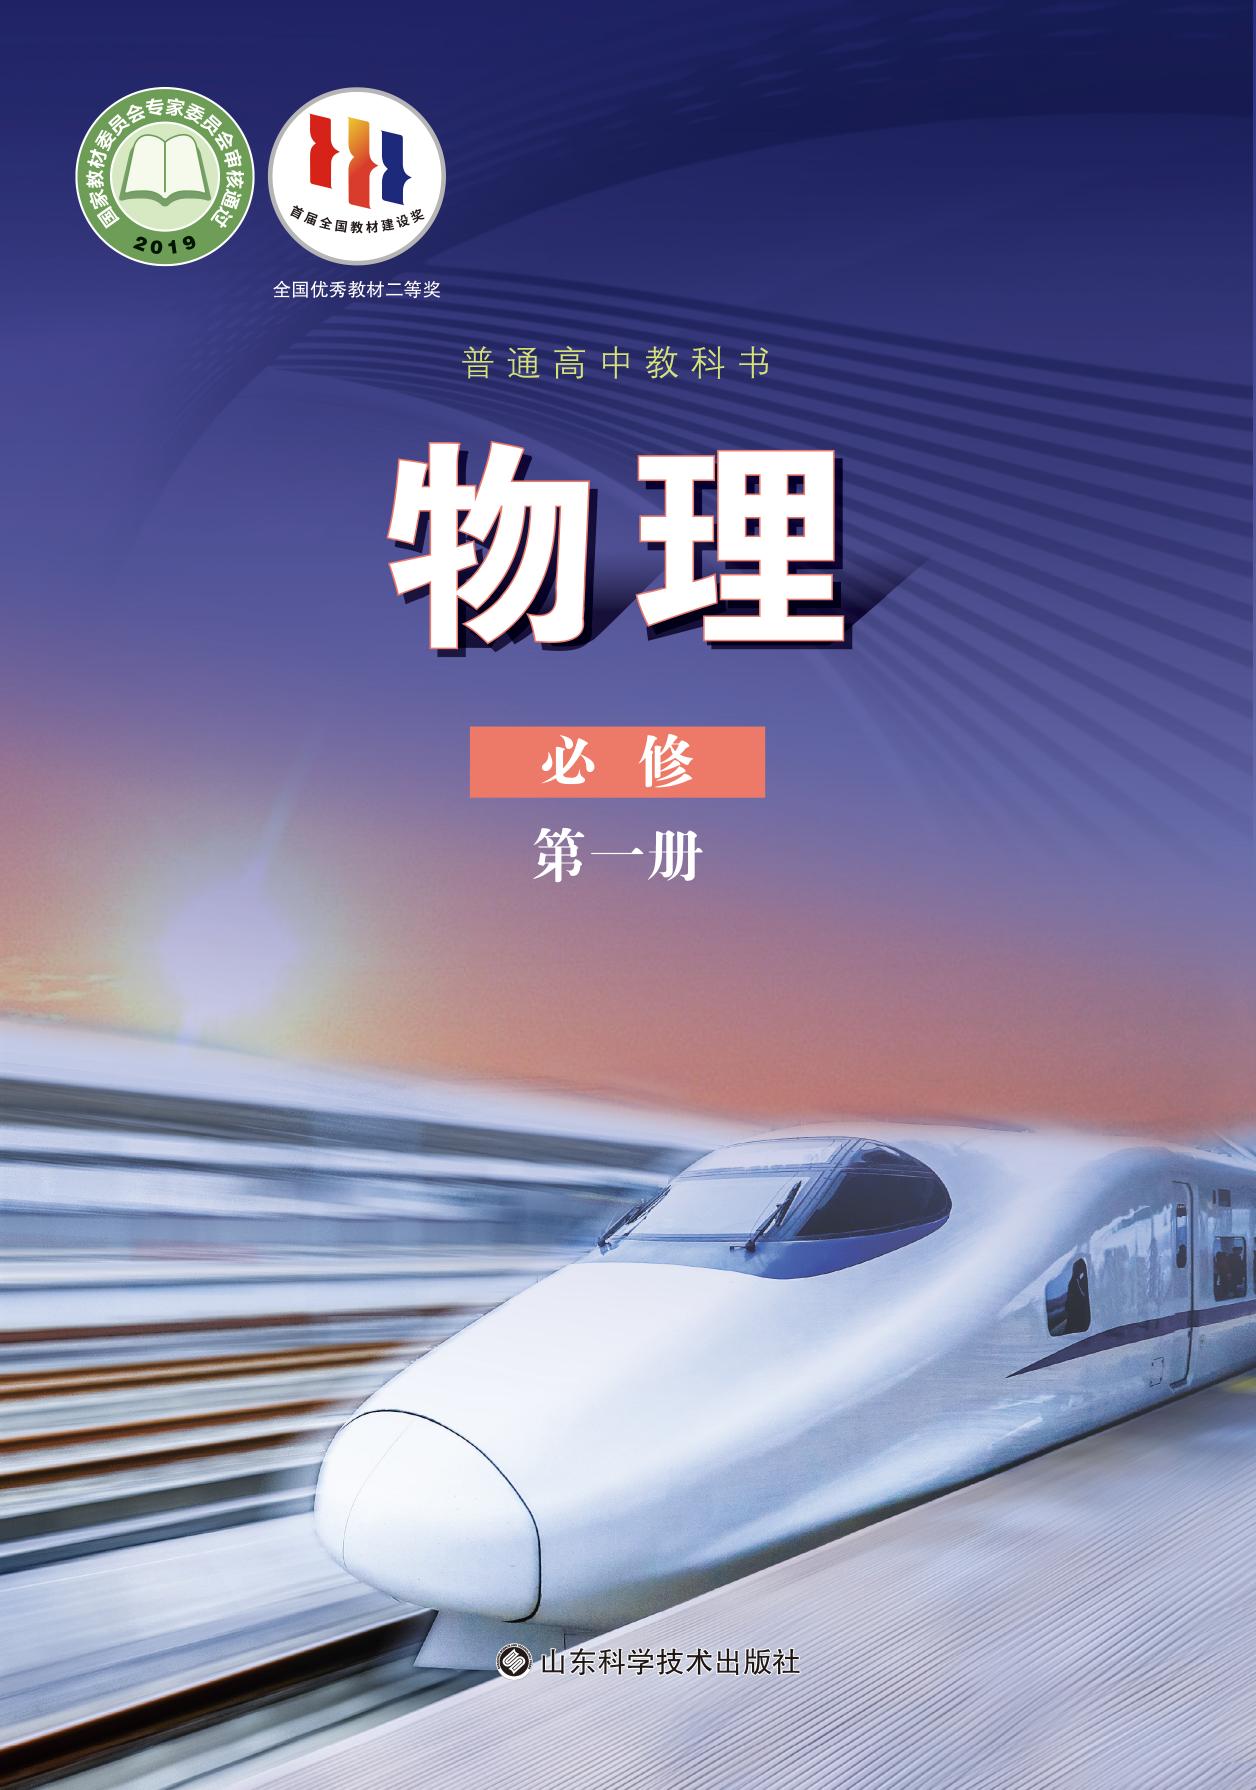 国家教材委员会专家委员会审核通过
2019
首届全国教材建设奖
全国优秀教材二等奖
普通高中教科书
物理
必修
第一册
山东科学技术出版社